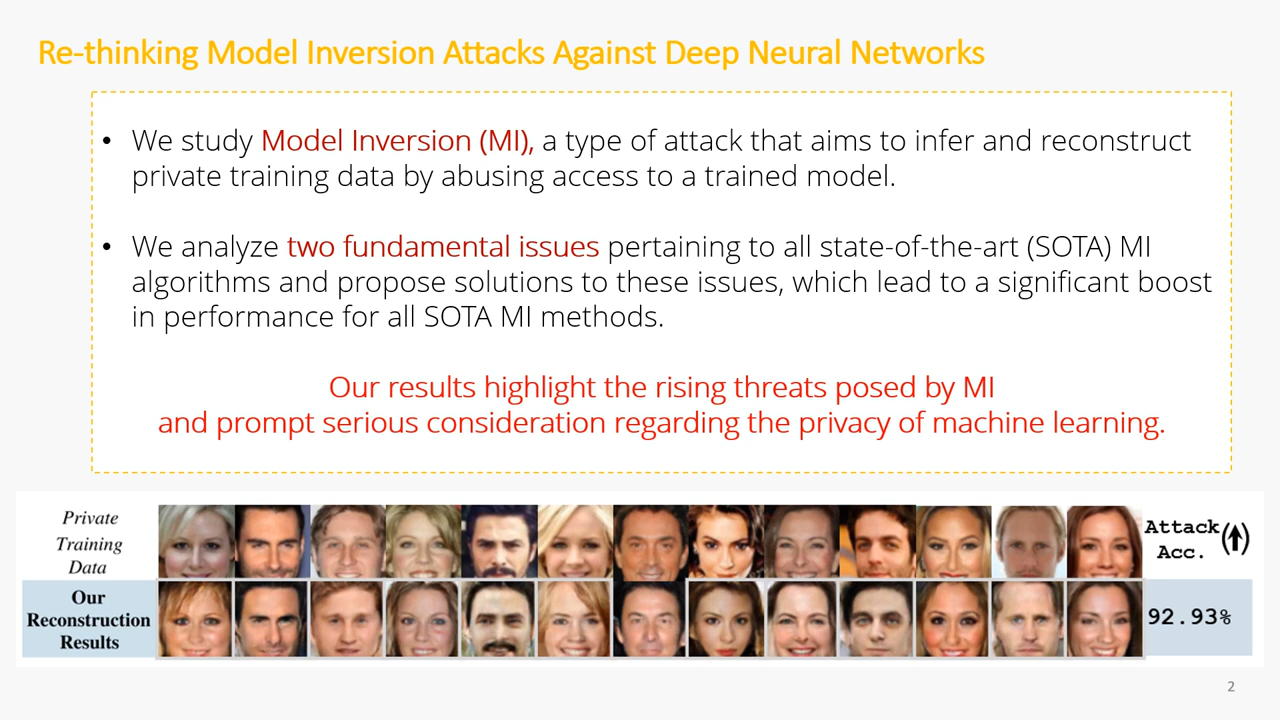 Re-thinking Model Inversion Attacks Against Deep Neural Networks
• We study Model Inversion (MI), a type of attack that aims to infer and reconstruct
private training data by abusing access to a trained model.
• We analyze two fundamental issues pertaining to all state-of-the-art (SOTA) MI
algorithms and propose solutions to these issues, which lead to a significant boost
in performance for all SOTA MI methods.
Our results highlight the rising threats posed by MI
and prompt serious consideration regarding the privacy of machine learning.
Private
Training
Data
Attack
Acc. (⬆)
Our
Reconstruction
Results
92.93%
2